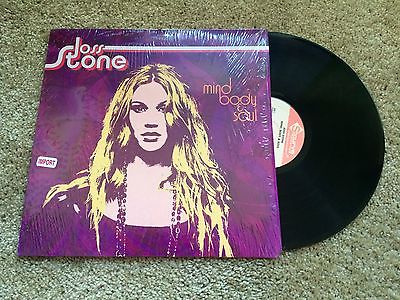 Joss
Stone
mind
body
& soul
IMPORT